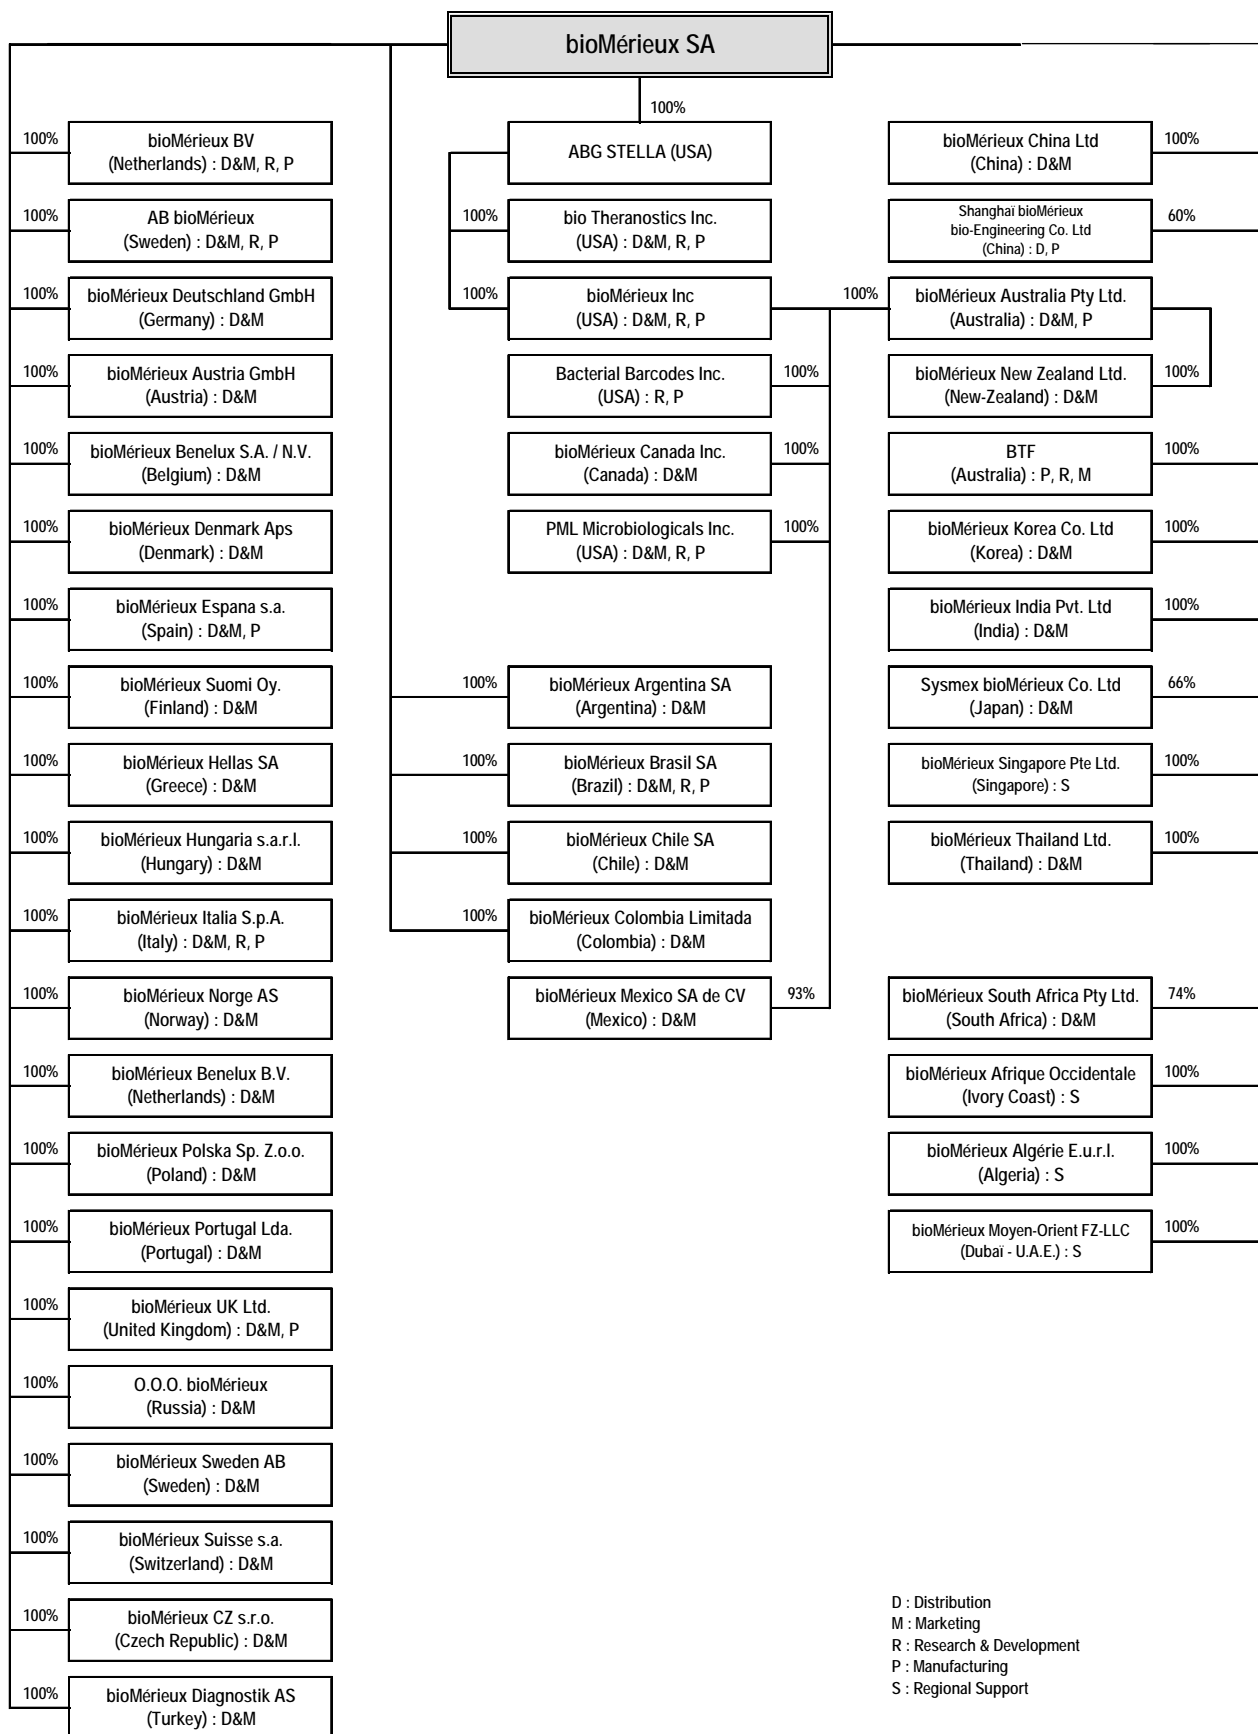 bioMérieux SA
100%
100%
bioMérieux BV
(Netherlands) : D&M, R, P
100%
AB bioMérieux
(Sweden) : D&M, R, P
100%
bioMérieux Deutschland GmbH
(Germany) : D&M
100%
bioMérieux Austria GmbH
(Austria) : D&M
100%
bioMérieux Benelux S.A. / N.V.
(Belgium) : D&M
100%
bioMérieux Denmark Aps
(Denmark) : D&M
100%
bioMérieux Espana s.a.
(Spain) : D&M, P
100%
bioMérieux Suomi Oy.
(Finland) : D&M
100%
bioMérieux Hellas SA
(Greece) : D&M
100%
bioMérieux Hungaria s.a.r.l.
(Hungary) : D&M
100%
bioMérieux Italia S.p.A.
(Italy) : D&M, R, P
100%
bioMérieux Norge AS
(Norway) : D&M
100%
bioMérieux Benelux B.V.
(Netherlands) : D&M
100%
bioMérieux Polska Sp. Z.o.o.
(Poland) : D&M
100%
bioMérieux Portugal Lda.
(Portugal) : D&M
100%
bioMérieux UK Ltd.
(United Kingdom) : D&M, P
100%
O.O.O. bioMérieux
(Russia) : D&M
100%
bioMérieux Sweden AB
(Sweden) : D&M
100%
bioMérieux Suisse s.a.
(Switzerland) : D&M
100%
bioMérieux CZ s.r.o.
(Czech Republic) : D&M
100%
bioMérieux Diagnostik AS
(Turkey) : D&M
ABG STELLA (USA)
100%
bio Theranostics Inc.
(USA) : D&M, R, P
100%
bioMérieux Inc
(USA) : D&M, R, P
Bacterial Barcodes Inc.
(USA) : R, P
100%
bioMérieux Canada Inc.
(Canada) : D&M
100%
PML Microbiologicals Inc.
(USA) : D&M, R, P
100%
100%
bioMérieux Argentina SA
(Argentina) : D&M
100%
bioMérieux Brasil SA
(Brazil) : D&M, R, P
100%
bioMérieux Chile SA
(Chile) : D&M
100%
bioMérieux Colombia Limitada
(Colombia) : D&M
bioMérieux Mexico SA de CV
(Mexico) : D&M
93%
bioMérieux China Ltd
(China) : D&M
100%
Shanghaï bioMérieux
bio-Engineering Co. Ltd
(China) : D, P
60%
100%
bioMérieux Australia Pty Ltd.
(Australia) : D&M, P
bioMérieux New Zealand Ltd.
(New-Zealand) : D&M
100%
BTF
(Australia) : P, R, M
100%
bioMérieux Korea Co. Ltd
(Korea) : D&M
100%
bioMérieux India Pvt. Ltd
(India) : D&M
100%
Sysmex bioMérieux Co. Ltd
(Japan) : D&M
66%
bioMérieux Singapore Pte Ltd.
(Singapore) : S
100%
bioMérieux Thailand Ltd.
(Thailand) : D&M
100%
bioMérieux South Africa Pty Ltd.
(South Africa) : D&M
74%
bioMérieux Afrique Occidentale
(Ivory Coast) : S
100%
bioMérieux Algérie E.u.r.l.
(Algeria) : S
100%
bioMérieux Moyen-Orient FZ-LLC
(Dubaï - U.A.E.) : S
100%
D : Distribution
M : Marketing
R : Research & Development
P : Manufacturing
S : Regional Support